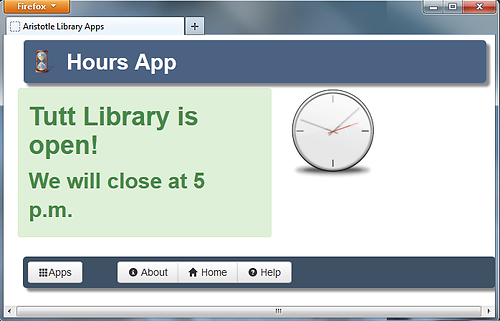 Firefox
Aristotle Library Apps
Hours App
Tutt Library is
open!
We will close at 5
p.m.
Apps
About
Home
Help